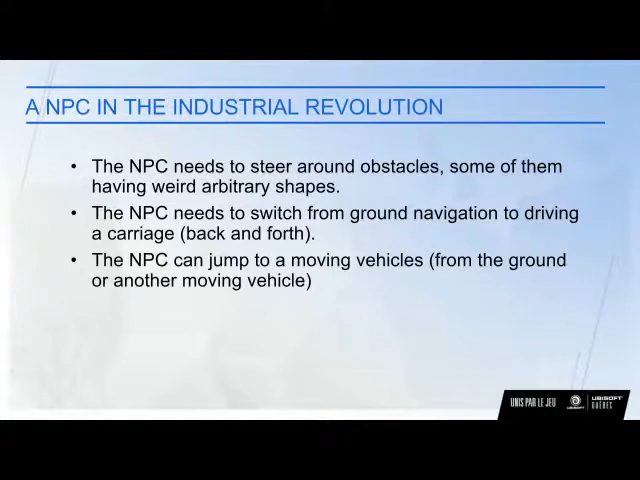 A NPC IN THE INDUSTRIAL REVOLUTION
• The NPC needs to steer around obstacles, some of them
having weird arbitrary shapes.
• The NPC needs to switch from ground navigation to driving
a carriage (back and forth).
• The NPC can jump to a moving vehicles (from the ground
or another moving vehicle)
UNIS PAR LE JEU
UBISOFT
QUÉBEC